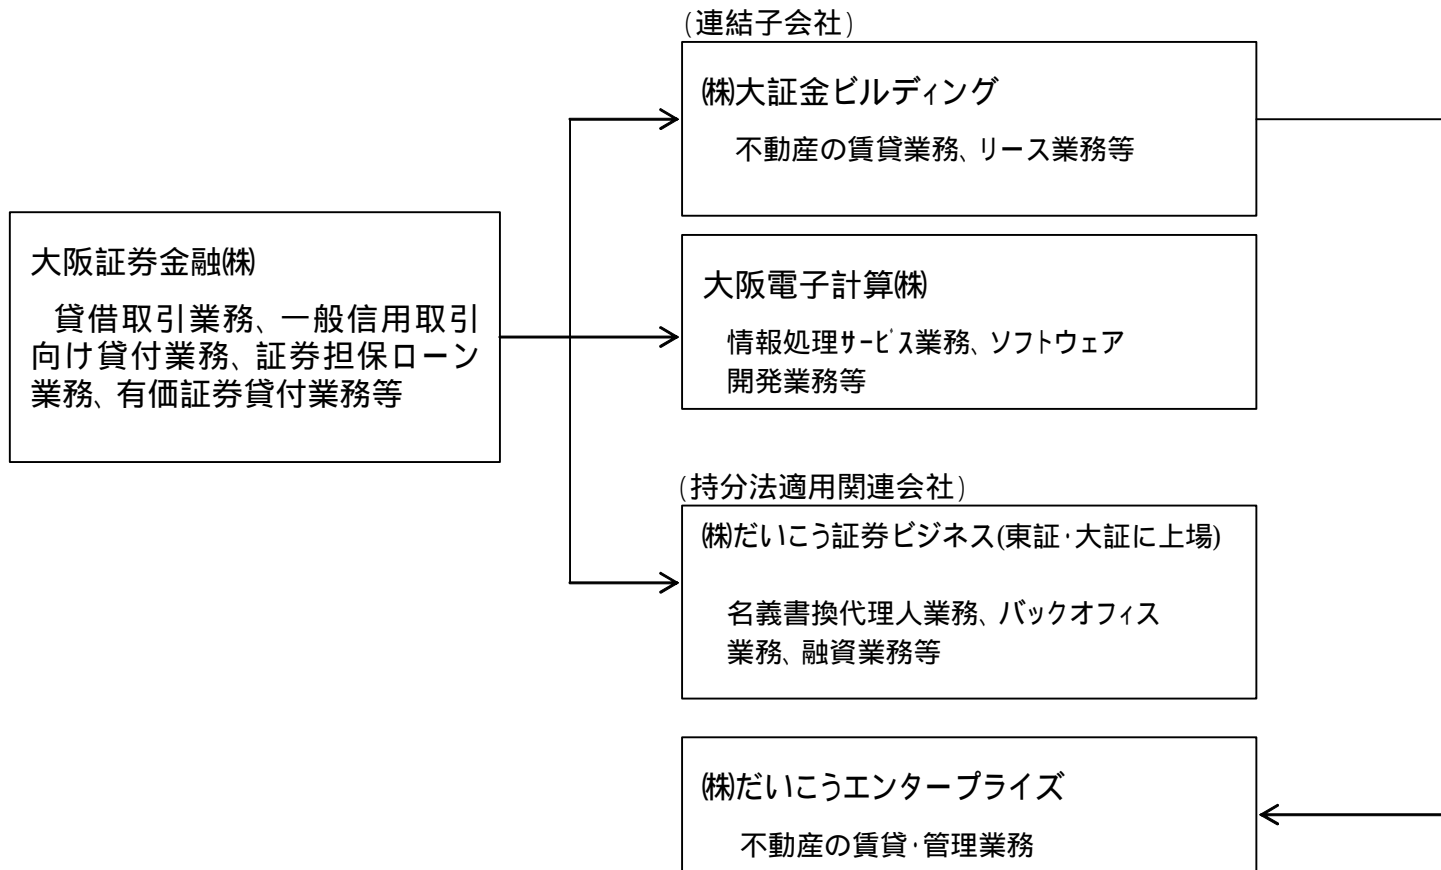 大阪証券金融㈱
貸借取引業務、一般信用取引
向け貸付業務、証券担保ローン
業務、有価証券貸付業務等
(連結子会社)
㈱大証金ビルディング
不動産の賃貸業務、リース業務等
大阪電子計算㈱
情報処理ｻｰﾋﾞｽ業務、ソフトウェア
開発業務等
(持分法適用関連会社)
㈱だいこう証券ビジネス(東証・大証に上場)
名義書換代理人業務、バックオフィス
業務、融資業務等
㈱だいこうエンタープライズ
不動産の賃貸・管理業務